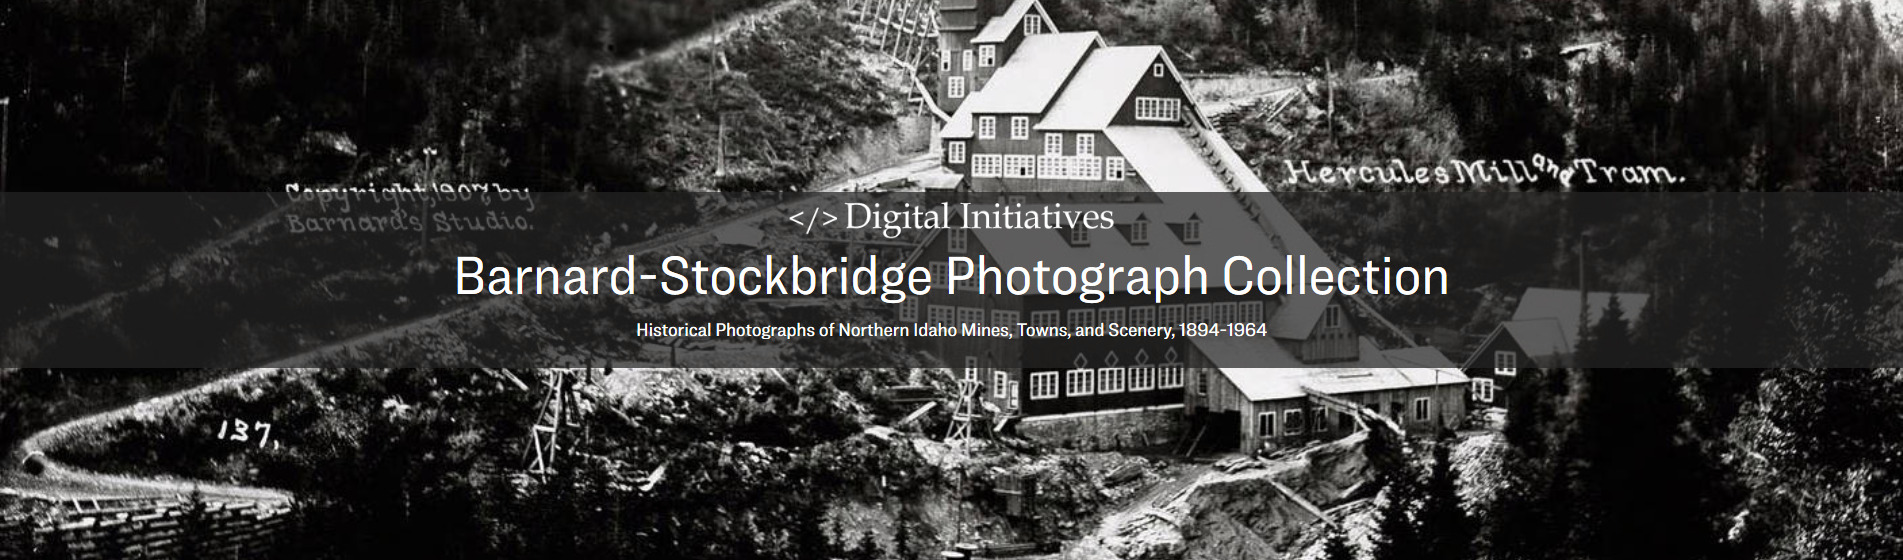 Hercules Mill and Tram.
Copyright, 1907 by
Barnard's Studio.
</> Digital Initiatives
Barnard-Stockbridge Photograph Collection
Historical Photographs of Northern Idaho Mines, Towns, and Scenery, 1894-1964
137,